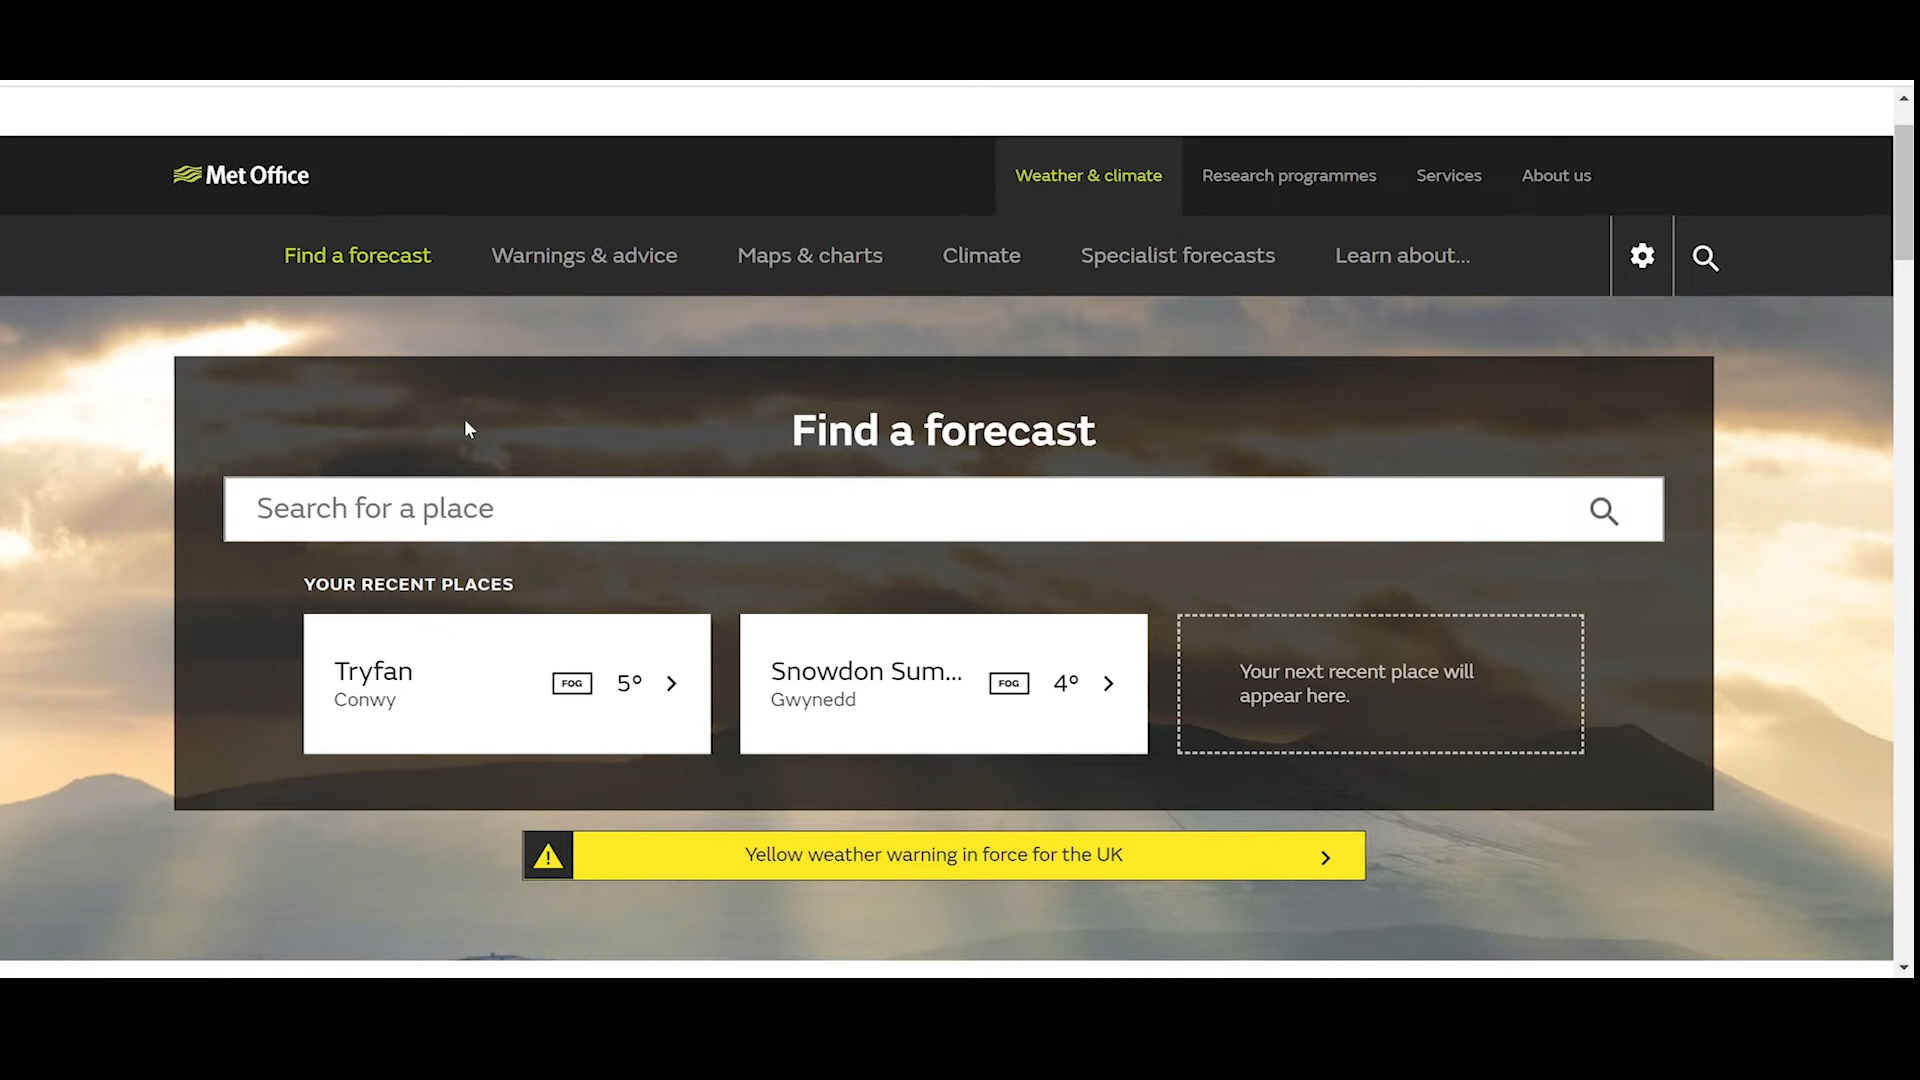 Met Office
Weather & climate
Research programmes
Services
About us
Find a forecast
Warnings & advice
Maps & charts
Climate
Specialist forecasts
Learn about...
Find a forecast
Search for a place
YOUR RECENT PLACES
Tryfan
Conwy
FOG
5°
Snowdon Sum...
Gwynedd
FOG
4°
Your next recent place will
appear here.
Yellow weather warning in force for the UK